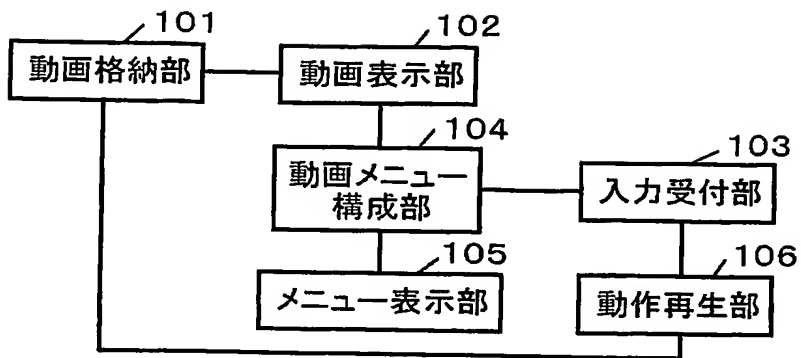 101
動画格納部
102
動画表示部
104
動画メニュー
構成部
103
入力受付部
105
メニュー表示部
106
動作再生部